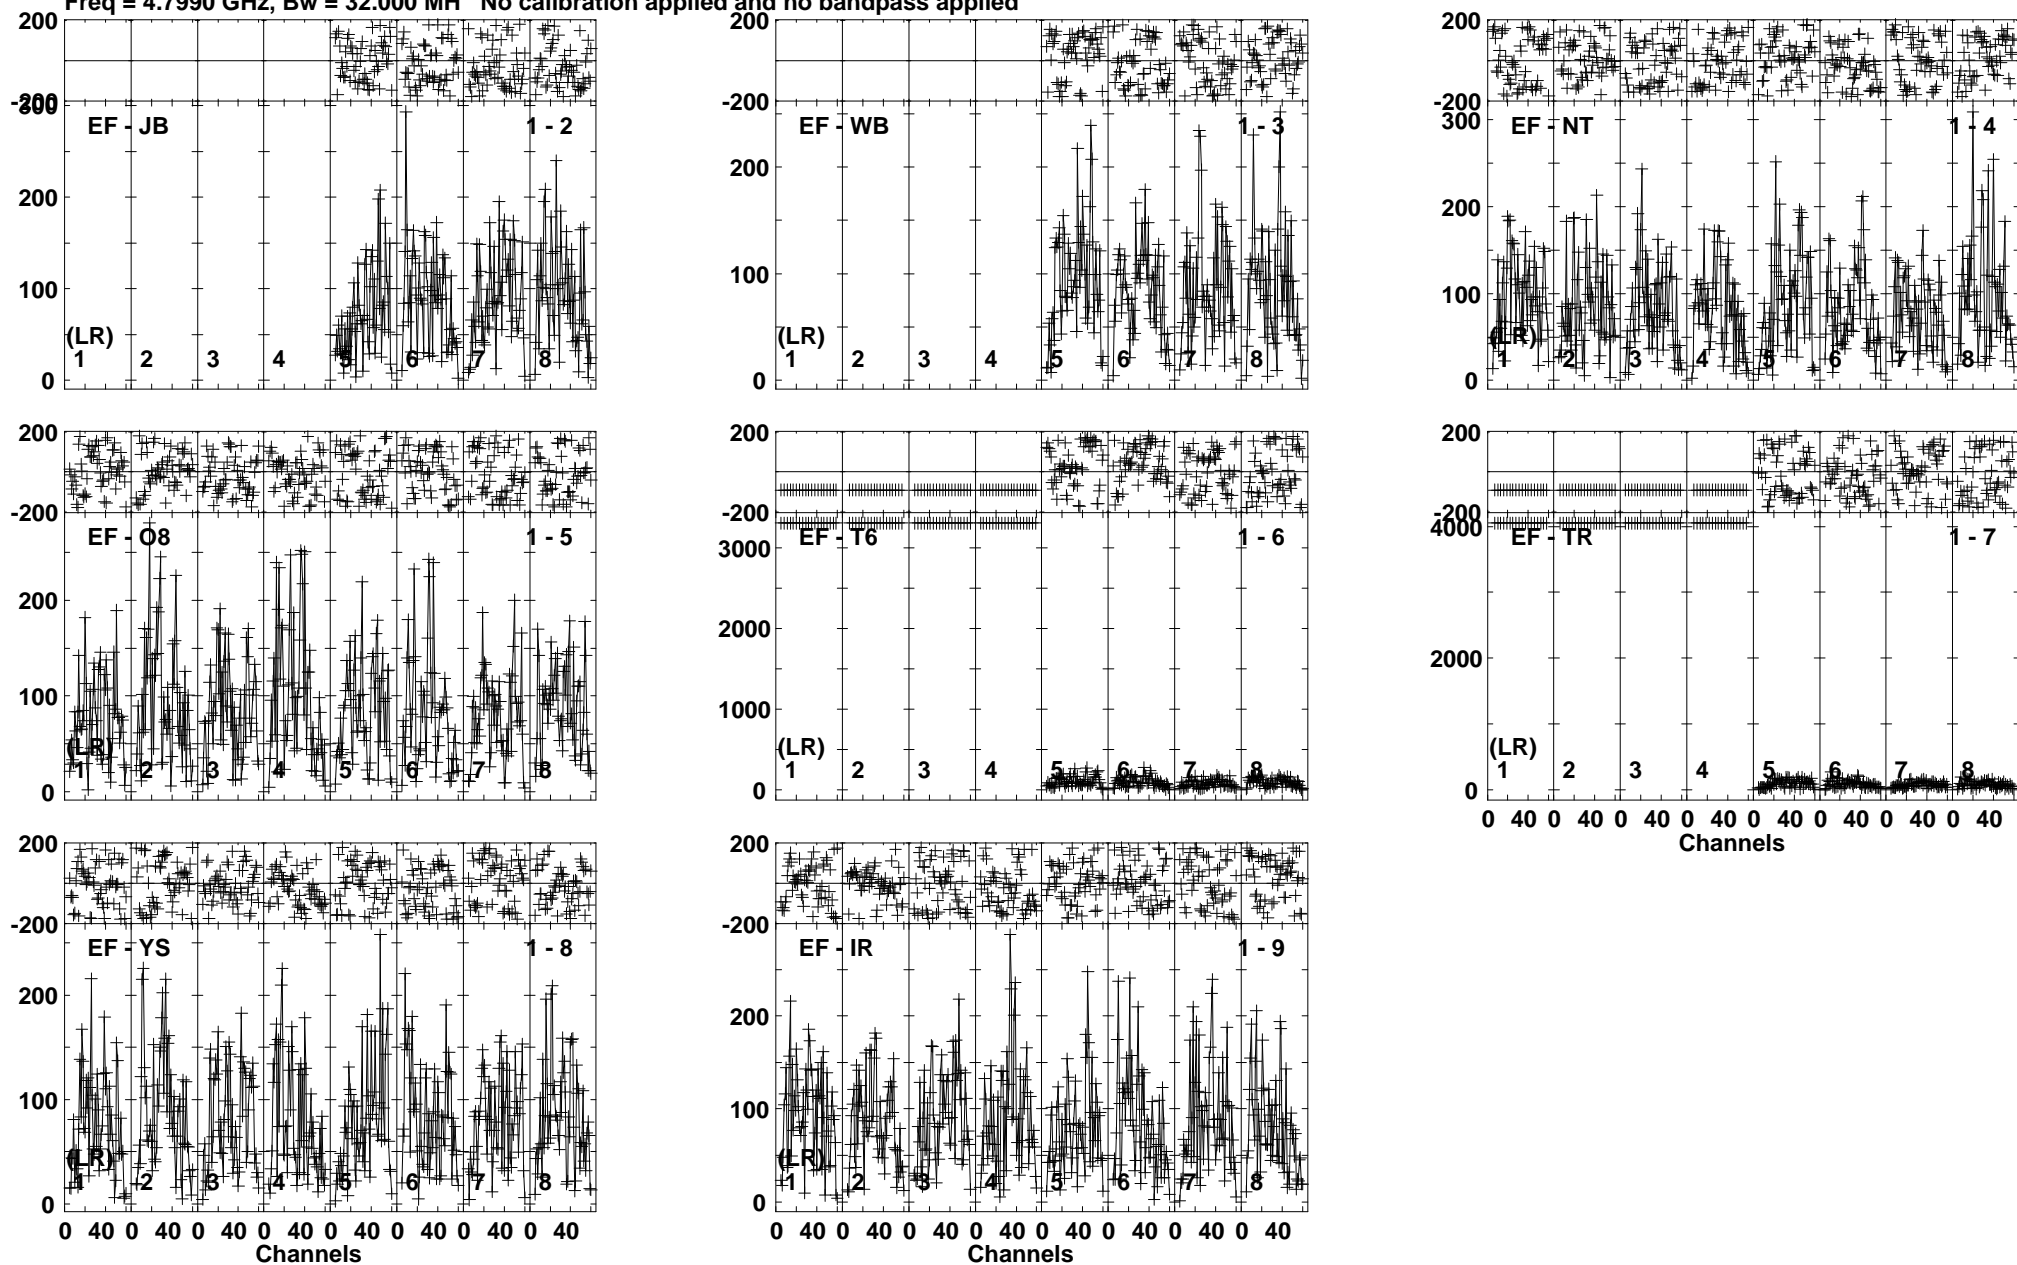 Freq = 4.7990 GHz, Bw = 32.000 MH No calibration applied and no bandpass applied
200 200 200
-200 -200 -200
300 EF - JB 1 - 2 EF - WB 1 - 3 300 EF - NT 1 - 4
200 200 200
100 100 100
(LR) (LR) (LR)
1 2 3 4 5 6 7 8 1 2 3 4 5 6 7 8 1 2 3 4 5 6 7 8
0 0 0
200 200 200
-200 -200 -200
EF - O8 1 - 5 EF - T6 1 - 6 4000 EF - TR 1 - 7
3000
200 2000 2000
100 1000
(LR) (LR) (LR)
1 2 3 4 5 6 7 8 1 2 3 4 5 6 7 8 1 2 3 4 5 6 7 8
0 0 0
0 40 0 40 0 40 0 40 0 40 0 40 0 40 0 40
Channels
200 200
-200 -200
EF - YS 1 - 8 EF - IR 1 - 9
200 200
100 100
(LR) (LR)
1 2 3 4 5 6 7 8 1 2 3 4 5 6 7 8
0 0
0 40 0 40 0 40 0 40 0 40 0 40 0 40 0 40 0 40 0 40 0 40 0 40 0 40 0 40 0 40 0 40
Channels Channels